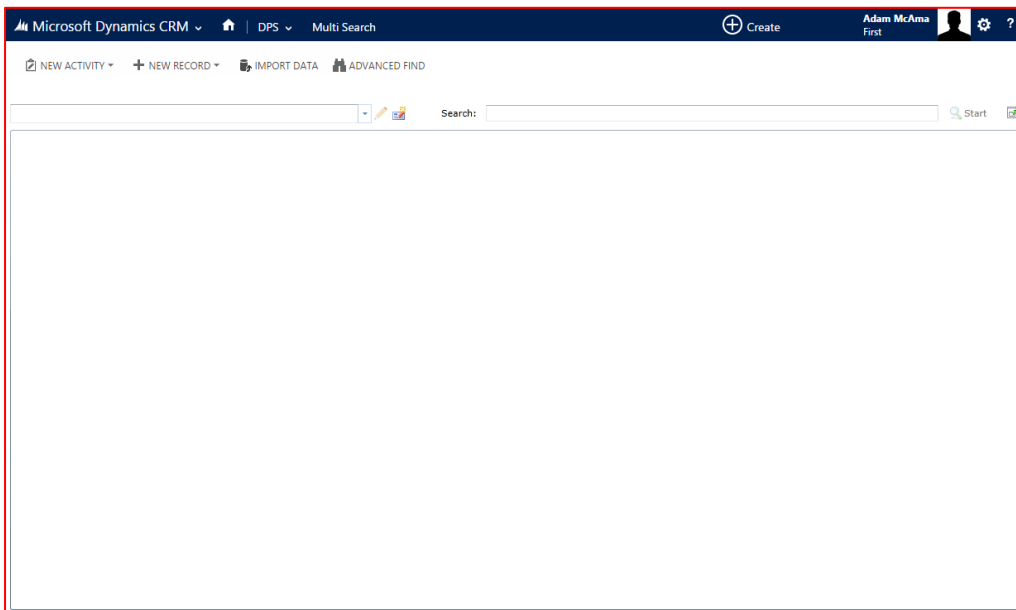 Microsoft Dynamics CRM DPS Multi Search Create Adam McAma ?
First
NEW ACTIVITY NEW RECORD IMPORT DATA ADVANCED FIND
Search: Start